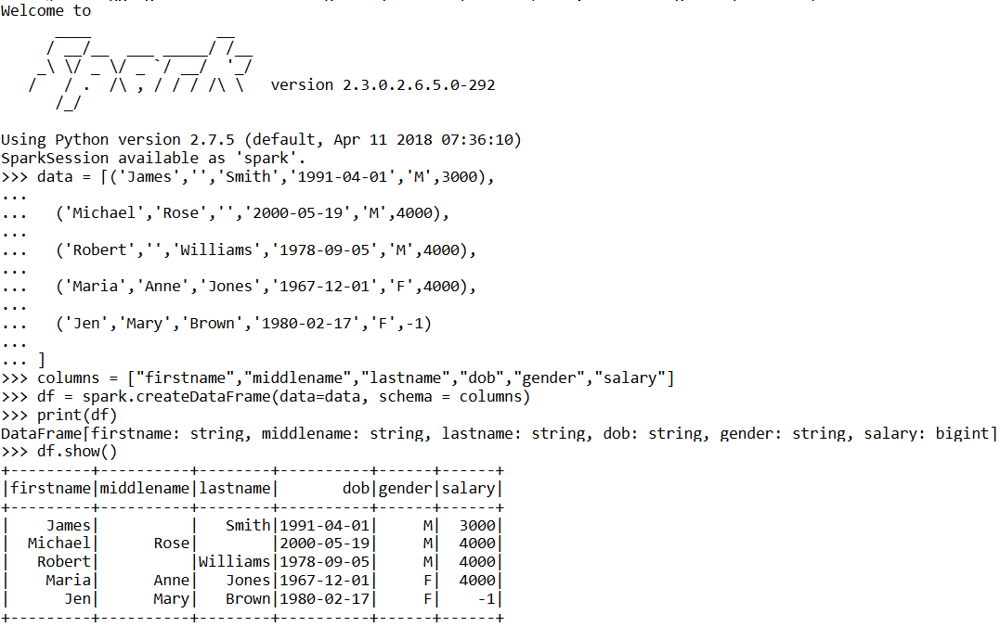 Welcome to
      ____              __
     / __/__  ___ _____/ /__
    _\ \/ _ \/ _ `/ __/  '_/
   /   / . /\ , / / / /\ \   version 2.3.0.2.6.5.0-292
      /_/
Using Python version 2.7.5 (default, Apr 11 2018 07:36:10)
SparkSession available as 'spark'.
>>> data = [('James','','Smith','1991-04-01','M',3000),
...
...   ('Michael','Rose','','2000-05-19','M',4000),
...
...   ('Robert','','Williams','1978-09-05','M',4000),
...
...   ('Maria','Anne','Jones','1967-12-01','F',4000),
...
...   ('Jen','Mary','Brown','1980-02-17','F',-1)
...
... ]
>>> columns = ["firstname","middlename","lastname","dob","gender","salary"]
>>> df = spark.createDataFrame(data=data, schema = columns)
>>> print(df)
DataFrame[firstname: string, middlename: string, lastname: string, dob: string, gender: string, salary: bigint]
>>> df.show()
+---------+----------+--------+----------+------+------+
|firstname|middlename|lastname|       dob|gender|salary|
+---------+----------+--------+----------+------+------+
|    James|          |   Smith|1991-04-01|     M|  3000|
|  Michael|      Rose|        |2000-05-19|     M|  4000|
|   Robert|          |Williams|1978-09-05|     M|  4000|
|    Maria|      Anne|   Jones|1967-12-01|     F|  4000|
|      Jen|      Mary|   Brown|1980-02-17|     F|    -1|
+---------+----------+--------+----------+------+------+